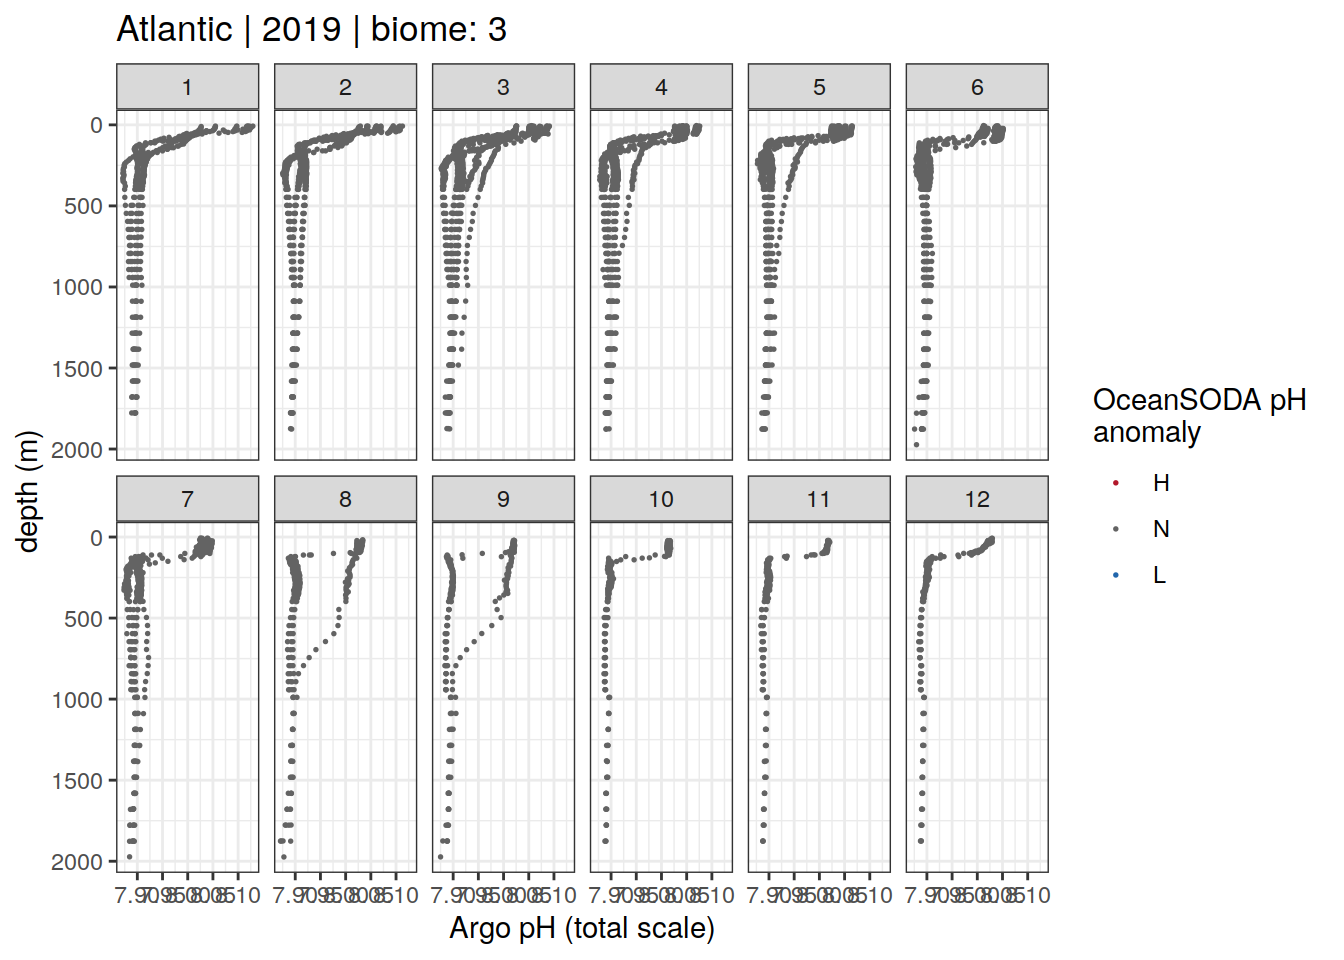 Atlantic | 2019 | biome: 3
1 2 3 4 5 6
0
500
1000
1500
2000
7 8 9 10 11 12
0
500
1000
1500
2000
depth (m)
Argo pH (total scale)
OceanSODA pH
anomaly
H
N
L